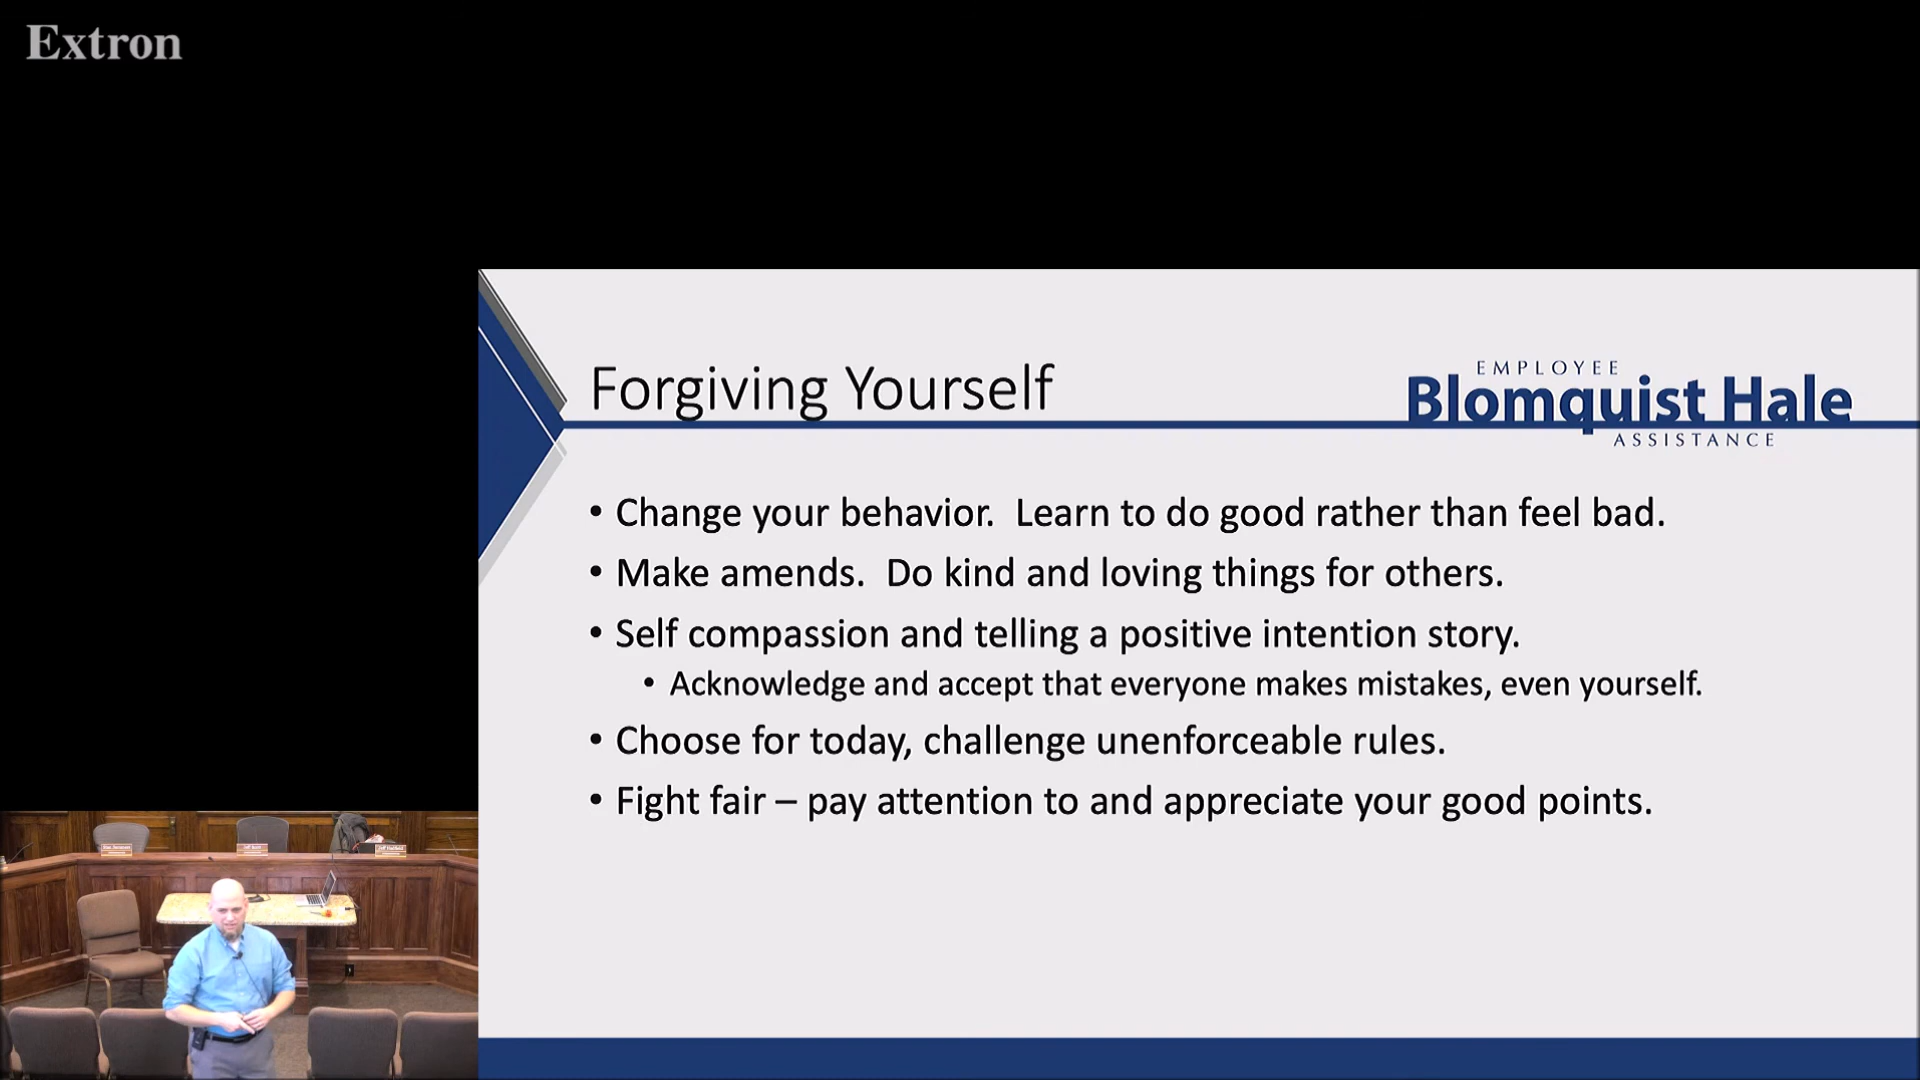 Extron
Forgiving Yourself
EMPLOYEE
Blomquist Hale
ASSISTANCE
• Change your behavior.  Learn to do good rather than feel bad.
• Make amends.  Do kind and loving things for others.
• Self compassion and telling a positive intention story.
• Acknowledge and accept that everyone makes mistakes, even yourself.
• Choose for today, challenge unenforceable rules.
• Fight fair – pay attention to and appreciate your good points.